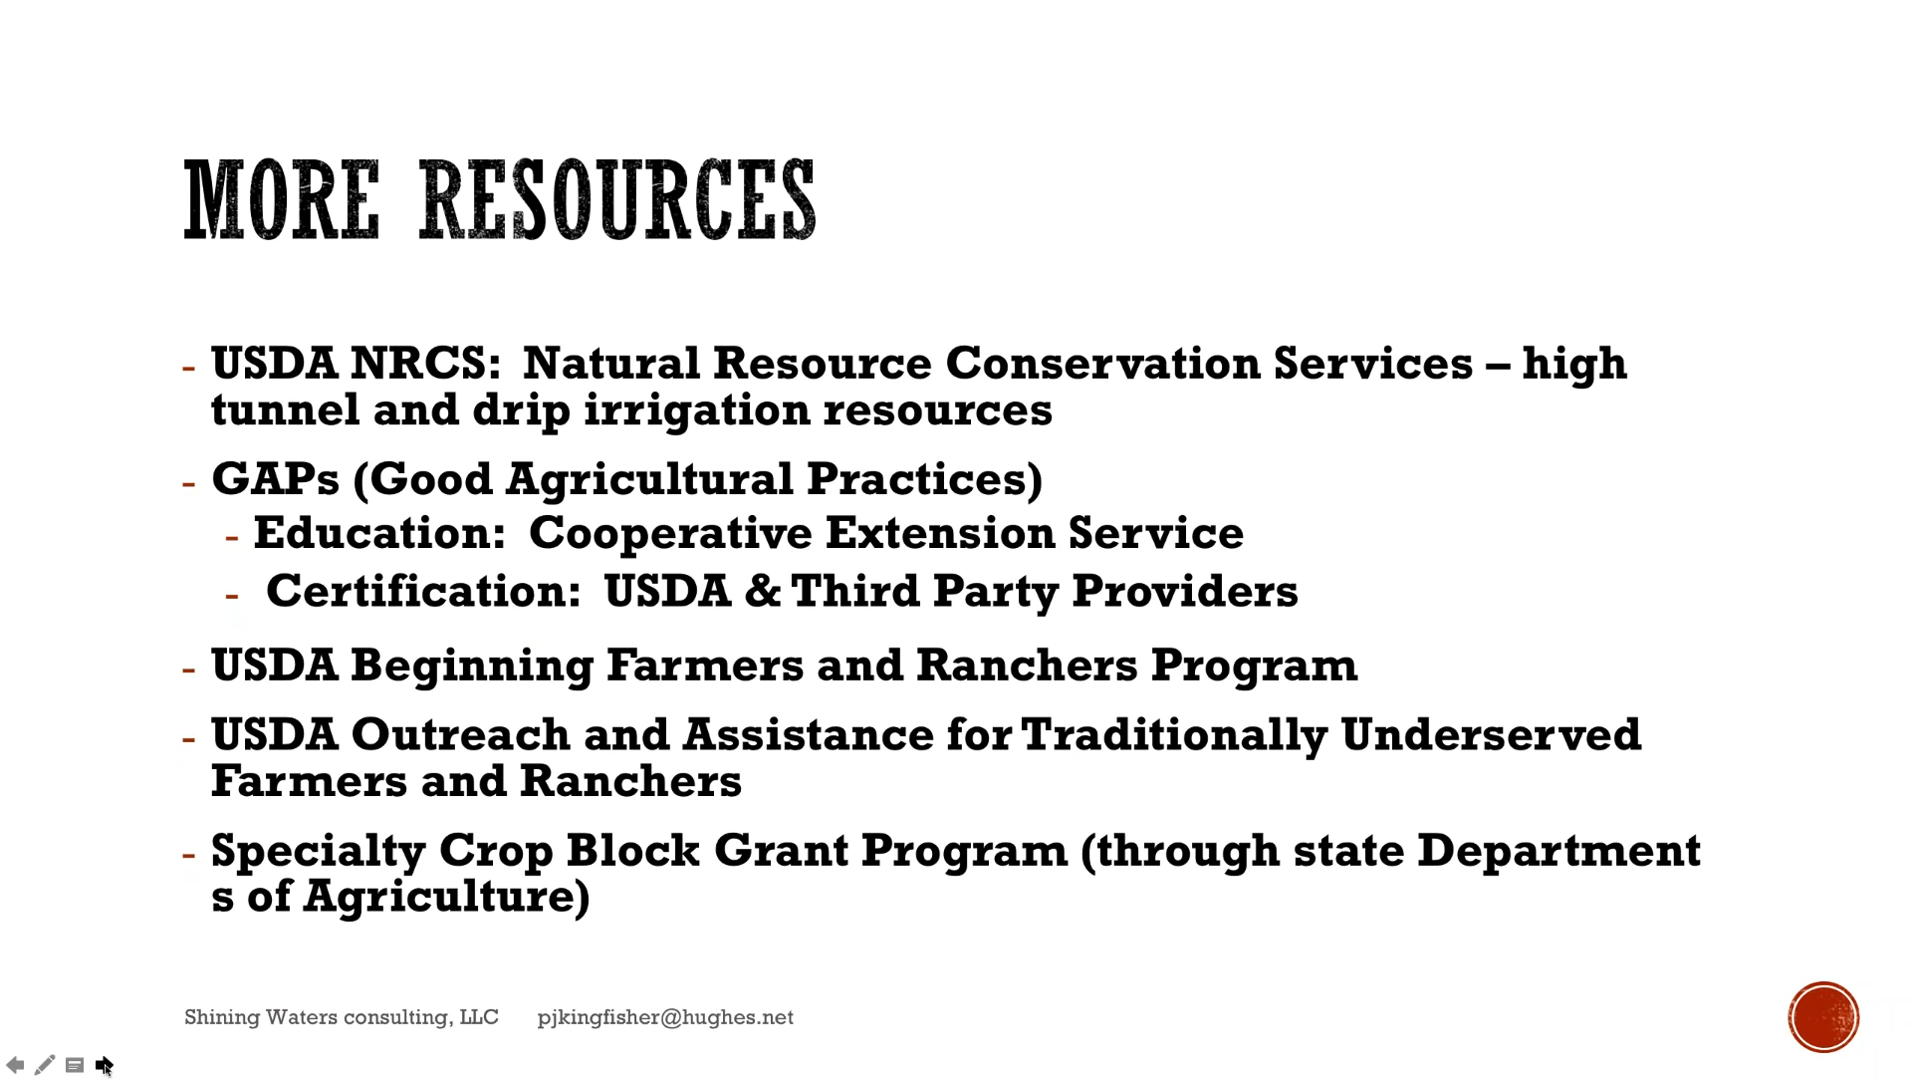 MORE RESOURCES
- USDA NRCS: Natural Resource Conservation Services – high
tunnel and drip irrigation resources
- GAPs (Good Agricultural Practices)
- Education: Cooperative Extension Service
- Certification: USDA & Third Party Providers
- USDA Beginning Farmers and Ranchers Program
- USDA Outreach and Assistance for Traditionally Underserved
Farmers and Ranchers
- Specialty Crop Block Grant Program (through state Department
s of Agriculture)
Shining Waters consulting, LLC pjkingfisher@hughes.net